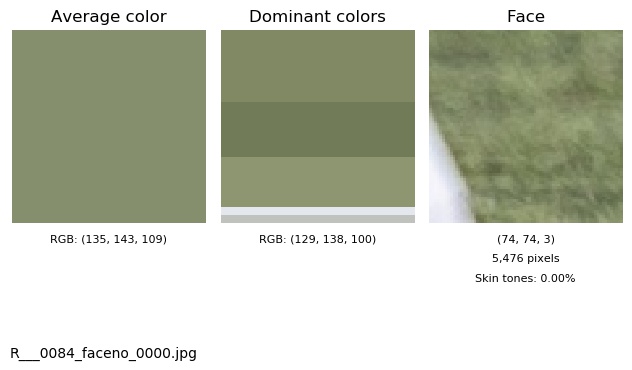 Average color
Dominant colors
Face
RGB: (135, 143, 109)
RGB: (129, 138, 100)
(74, 74, 3)
5,476 pixels
Skin tones: 0.00%
R___0084_faceno_0000.jpg